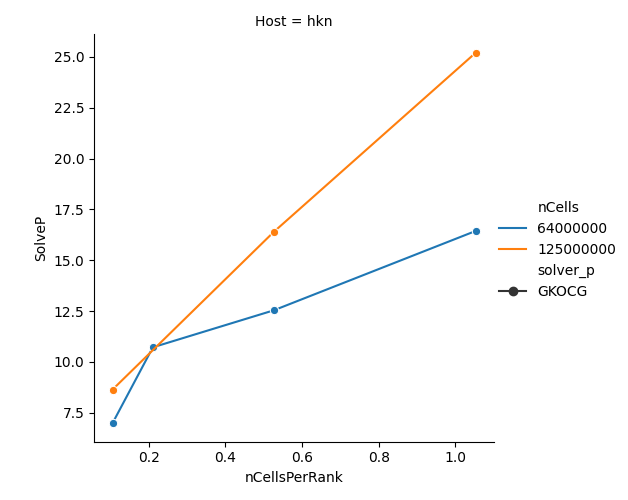 Host = hkn
25.0
22.5
20.0
17.5
15.0
12.5
10.0
7.5
SolveP
0.2
0.4
0.6
0.8
1.0
nCellsPerRank
nCells
64000000
125000000
solver_p
GKOCG